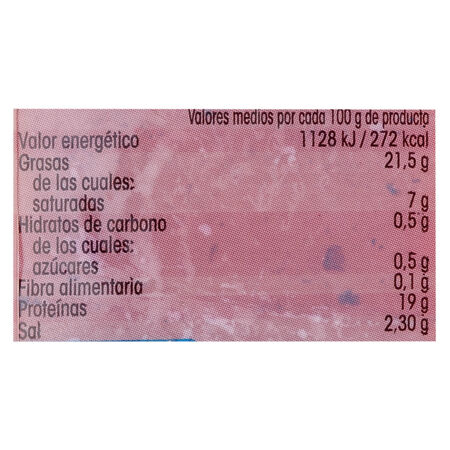 Valores medios por cada 100 g de producto
Valor energético 1128 kJ / 272 kcal
Grasas 21,5 g
de las cuales:
saturadas 7 g
Hidratos de carbono 0,5 g
de los cuales:
azúcares 0,5 g
Fibra alimentaria 0,1 g
Proteínas 19 g
Sal 2,30 g